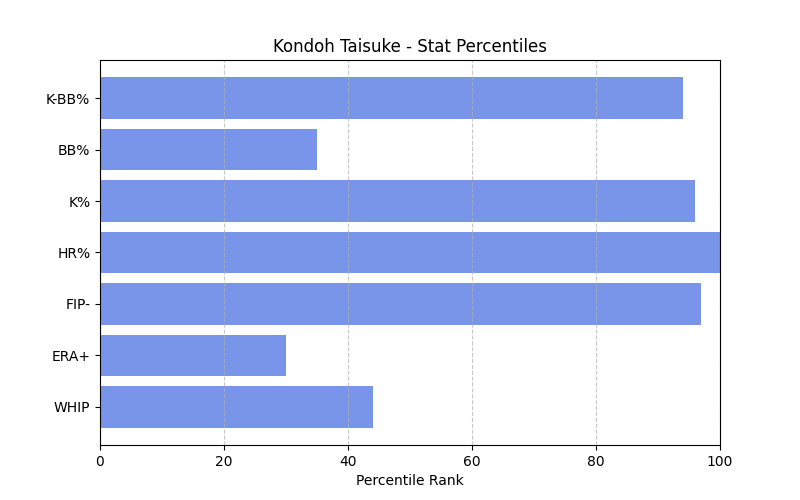 Kondoh Taisuke - Stat Percentiles
K-BB%
BB%
K%
HR%
FIP-
ERA+
WHIP
0 20 40 60 80 100
Percentile Rank